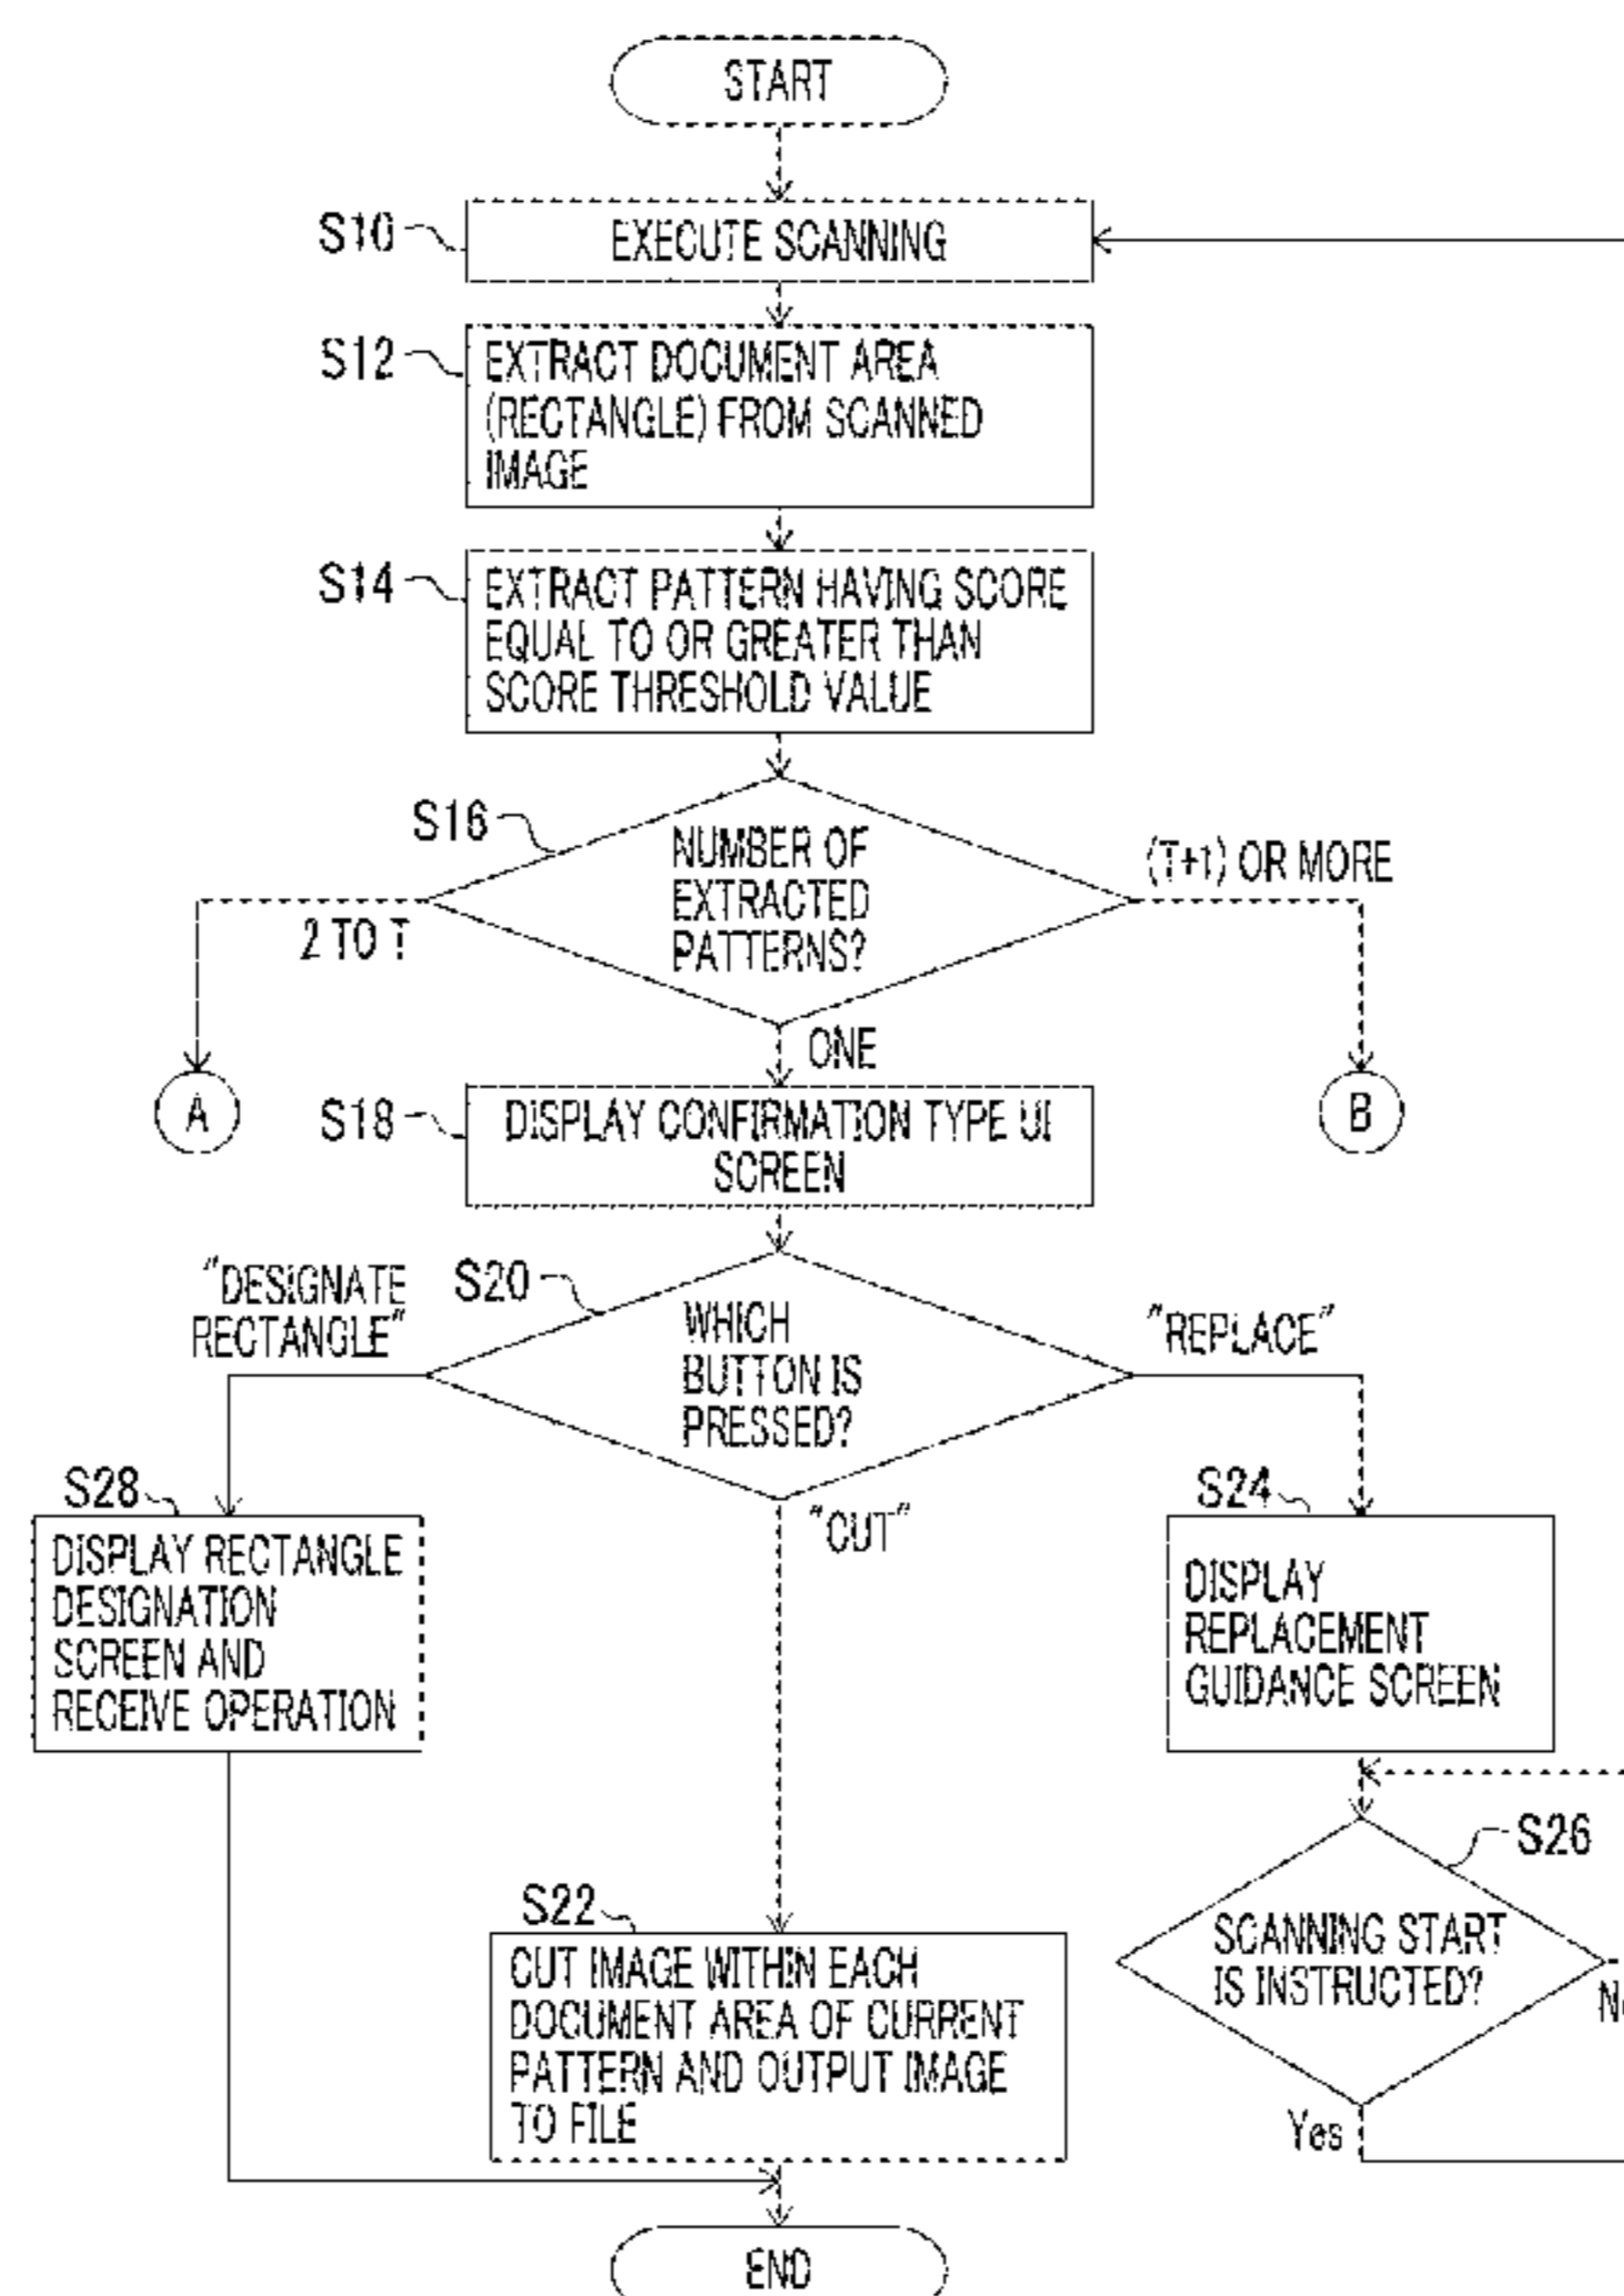 START
S10
EXECUTE SCANNING
S12
EXTRACT DOCUMENT AREA
(RECTANGLE) FROM SCANNED
IMAGE
S14
EXTRACT PATTERN HAVING SCORE
EQUAL TO OR GREATER THAN
SCORE THRESHOLD VALUE
S16
NUMBER OF
EXTRACTED
PATTERNS?
(T+1) OR MORE
2 TO T
ONE
A
B
S18
DISPLAY CONFIRMATION TYPE UI
SCREEN
S20
WHICH
BUTTON IS
PRESSED?
"DESIGNATE
RECTANGLE"
"REPLACE"
"CUT"
S28
DISPLAY RECTANGLE
DESIGNATION
SCREEN AND
RECEIVE OPERATION
S24
DISPLAY
REPLACEMENT
GUIDANCE SCREEN
S26
SCANNING START
IS INSTRUCTED?
Yes
S22
CUT IMAGE WITHIN EACH
DOCUMENT AREA OF CURRENT
PATTERN AND OUTPUT IMAGE
TO FILE
END